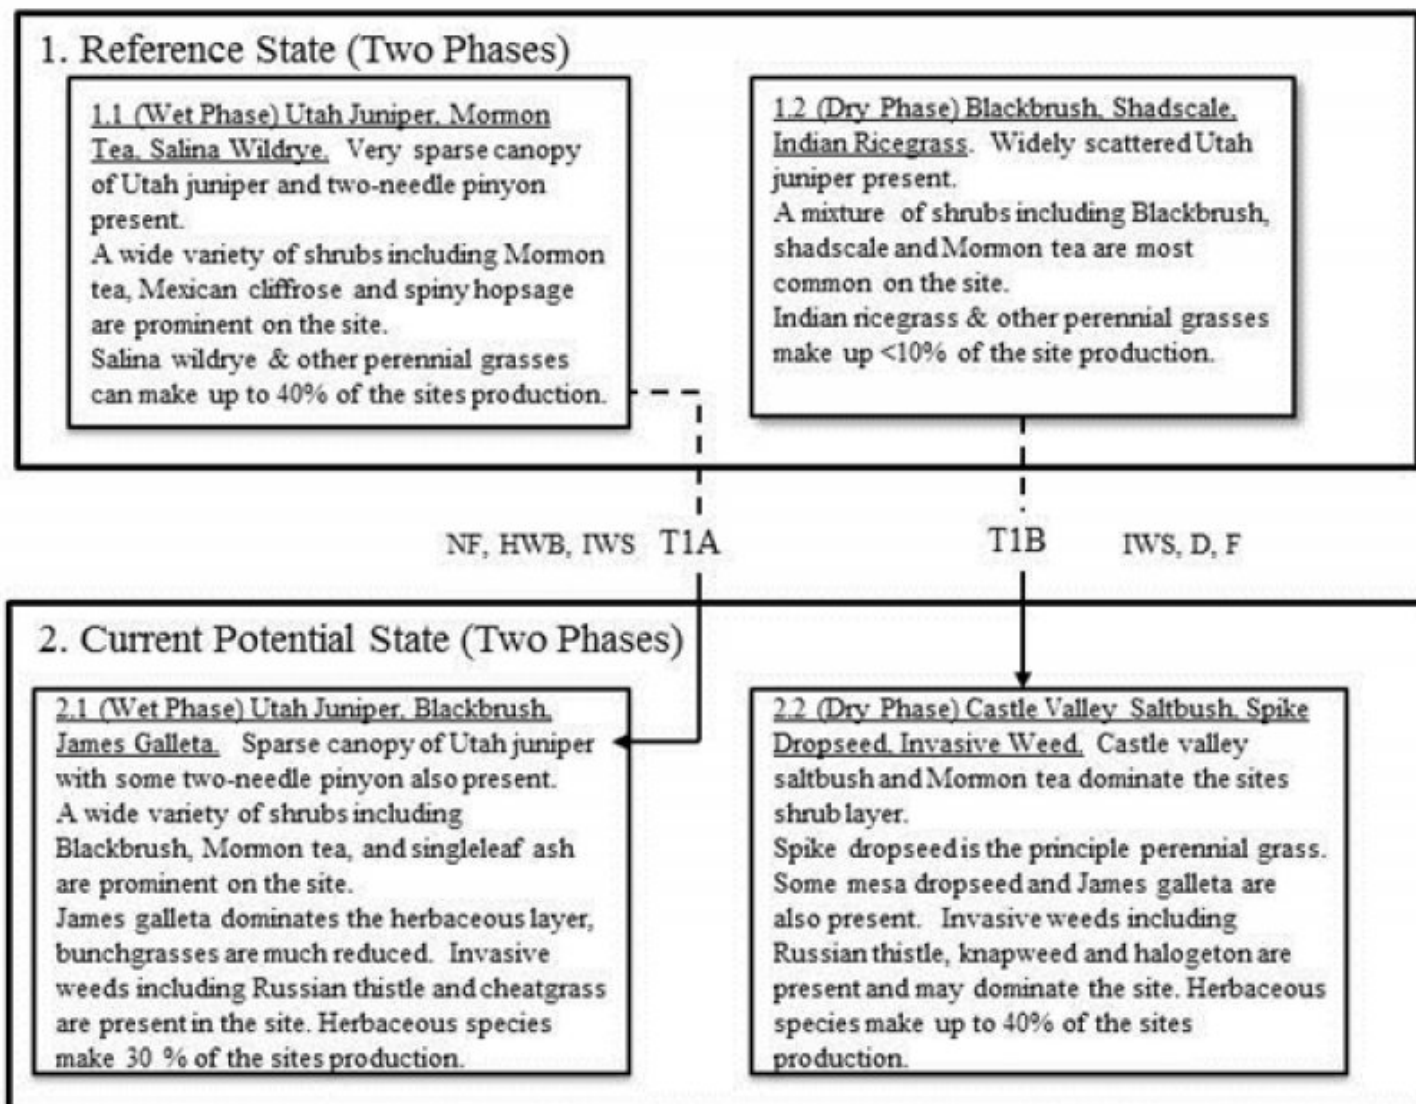 1. Reference State (Two Phases)
1.1 (Wet Phase) Utah Juniper, Mormon
Tea, Salina Wildrye. Very sparse canopy
of Utah juniper and two-needle pinyon
present.
A wide variety of shrubs including Mormon
tea, Mexican cliffrose and spiny hopsage
are prominent on the site.
Salina wildrye & other perennial grasses
can make up to 40% of the sites production.
1.2 (Dry Phase) Blackbrush, Shadscale,
Indian Ricegrass. Widely scattered Utah
juniper present.
A mixture of shrubs including Blackbrush,
shadscale and Mormon tea are most
common on the site.
Indian ricegrass & other perennial grasses
make up <10% of the site production.
NF, HWB, IWS T1A
T1B IWS, D, F
2. Current Potential State (Two Phases)
2.1 (Wet Phase) Utah Juniper, Blackbrush,
James Galleta. Sparse canopy of Utah juniper
with some two-needle pinyon also present.
A wide variety of shrubs including
Blackbrush, Mormon tea, and singleleaf ash
are prominent on the site.
James galleta dominates the herbaceous layer,
bunchgrasses are much reduced. Invasive
weeds including Russian thistle and cheatgrass
are present in the site. Herbaceous species
make 30 % of the sites production.
2.2 (Dry Phase) Castle Valley Saltbush, Spike
Dropseed, Invasive Weed. Castle valley
saltbush and Mormon tea dominate the sites
shrub layer.
Spike dropseed is the principle perennial grass.
Some mesa dropseed and James galleta are
also present. Invasive weeds including
Russian thistle, knapweed and halogeton are
present and may dominate the site. Herbaceous
species make up to 40% of the sites
production.